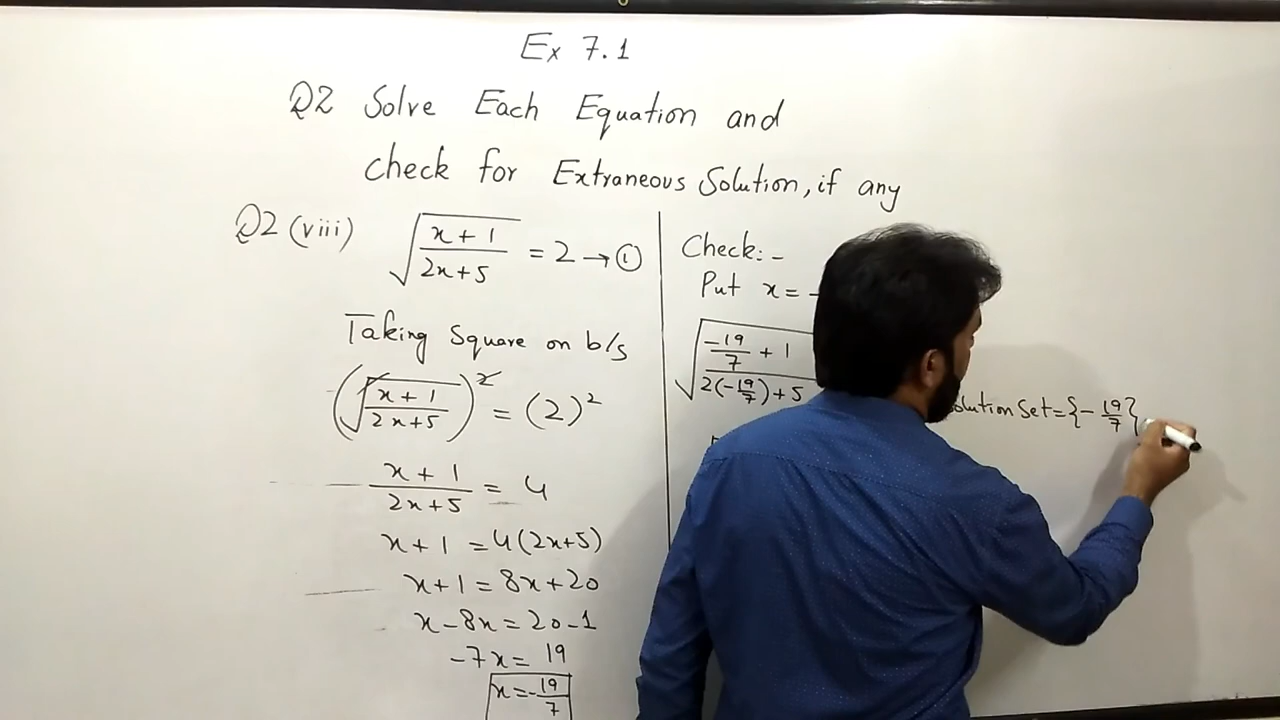 Ex 7.1
Q2 Solve Each Equation and
check for Extraneous Solution, if any
Q2 (viii) √((x+1)/(2x+5)) = 2 → ①
Taking Square on b/s
(√((x+1)/(2x+5)))² = (2)²
(x+1)/(2x+5) = 4
x+1 = 4(2x+5)
x+1 = 8x+20
x-8x = 20-1
-7x = 19
x = -19/7
Check:-
Put x = -
√((-19/7 + 1)/(2(-19/7)+5))
Solution Set = {-19/7}